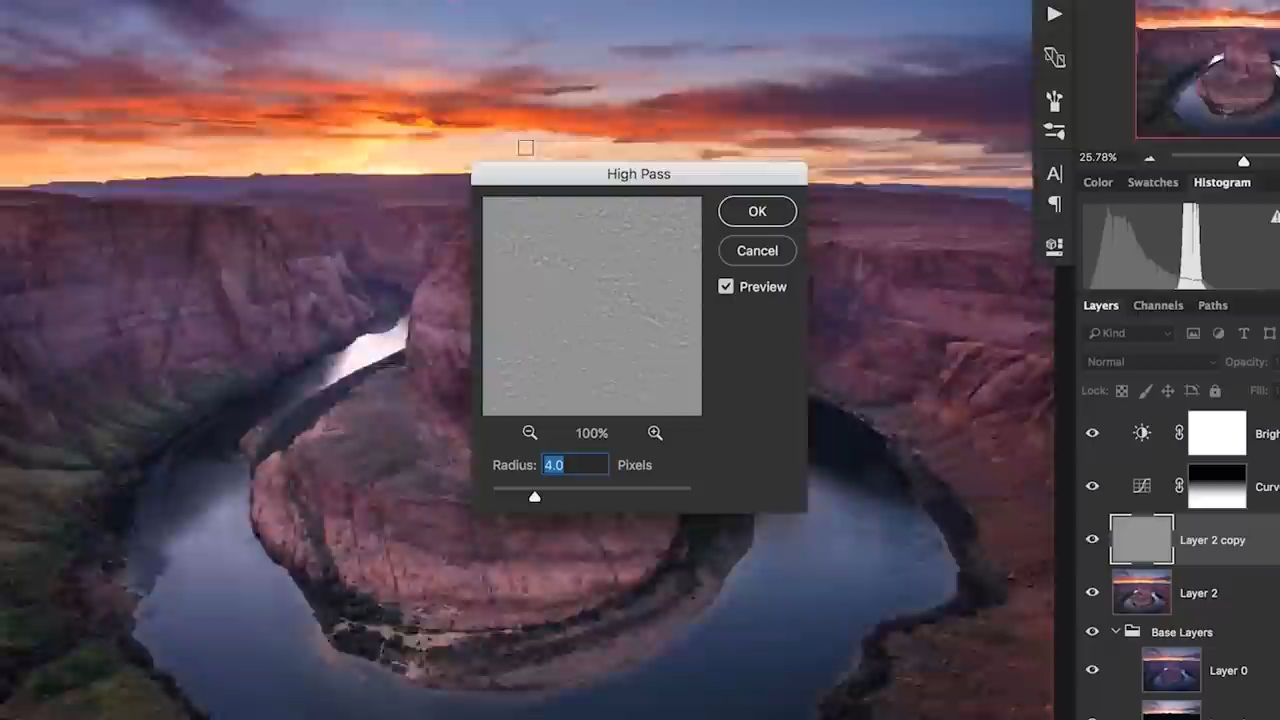 High Pass
OK
Cancel
Preview
100%
Radius: 4.0 Pixels
A
25.78%
Color Swatches Histogram
Layers Channels Paths
Kind T
Normal Opacity:
Lock: Fill:
Brigh
Curv
Layer 2 copy
Layer 2
Base Layers
Layer 0